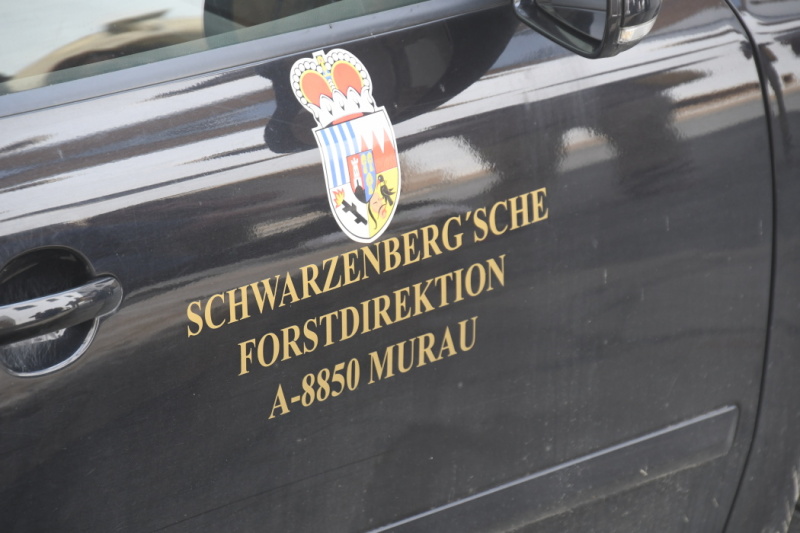 SCHWARZENBERG´SCHE
FORSTDIREKTION
A-8850 MURAU